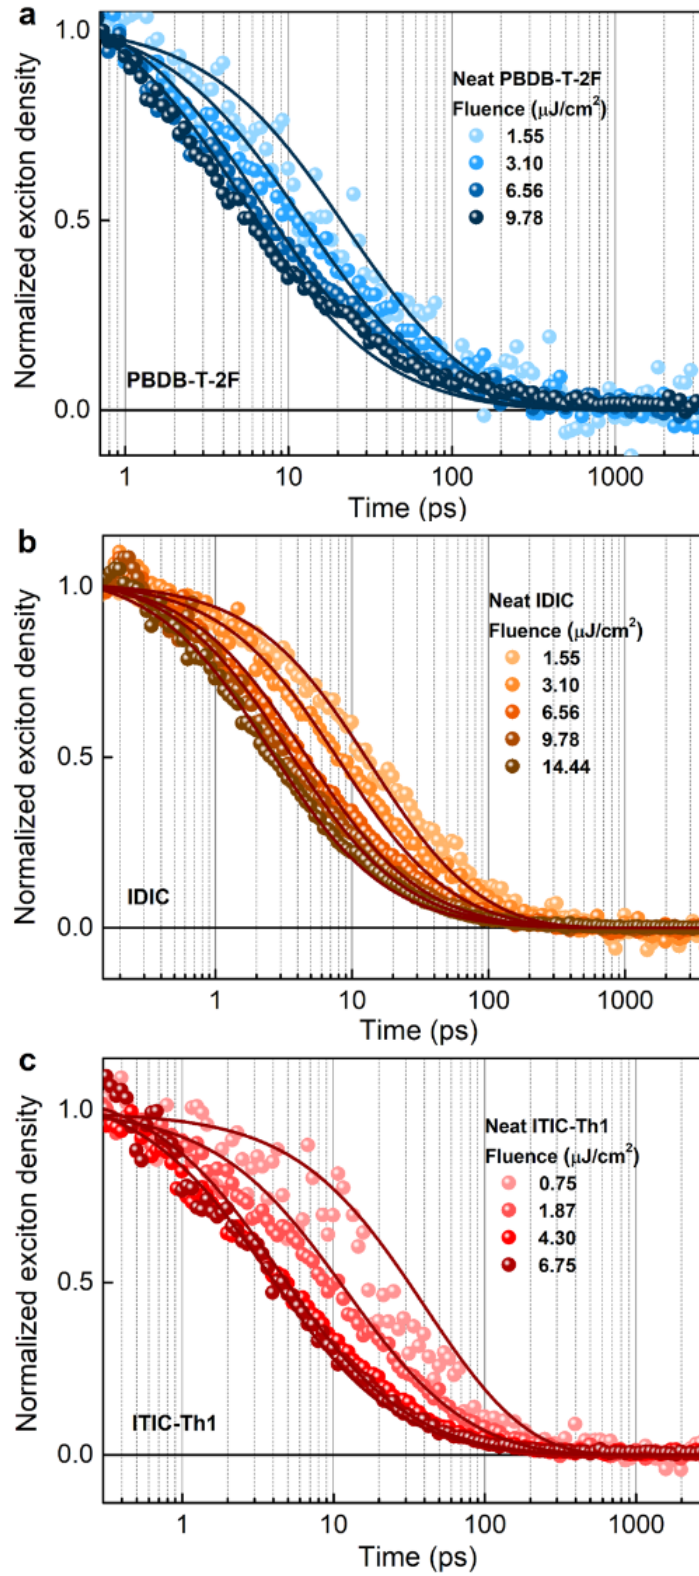 a
Normalized exciton density
1.0
0.5
0.0
Neat PBDB-T-2F
Fluence (μJ/cm²)
1.55
3.10
6.56
9.78
PBDB-T-2F
1 10 100 1000
Time (ps)
b
Normalized exciton density
1.0
0.5
0.0
Neat IDIC
Fluence (μJ/cm²)
1.55
3.10
6.56
9.78
14.44
IDIC
1 10 100 1000
Time (ps)
c
Normalized exciton density
1.0
0.5
0.0
Neat ITIC-Th1
Fluence (μJ/cm²)
0.75
1.87
4.30
6.75
ITIC-Th1
1 10 100 1000
Time (ps)